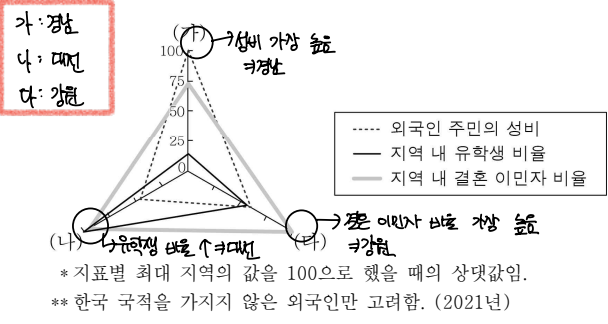 가 : 경남
나 : 대전
다 : 강원
(가)
→ 성비 가장 높음
⇒ 경남
100
75
50
25
0
외국인 주민의 성비
지역 내 유학생 비율
지역 내 결혼 이민자 비율
(나)
→ 유학생 비율 ↑ ⇒ 대전
(다)
→ 결혼 이민자 비율 가장 높음
⇒ 강원
* 지표별 최대 지역의 값을 100으로 했을 때의 상댓값임.
** 한국 국적을 가지지 않은 외국인만 고려함. (2021년)